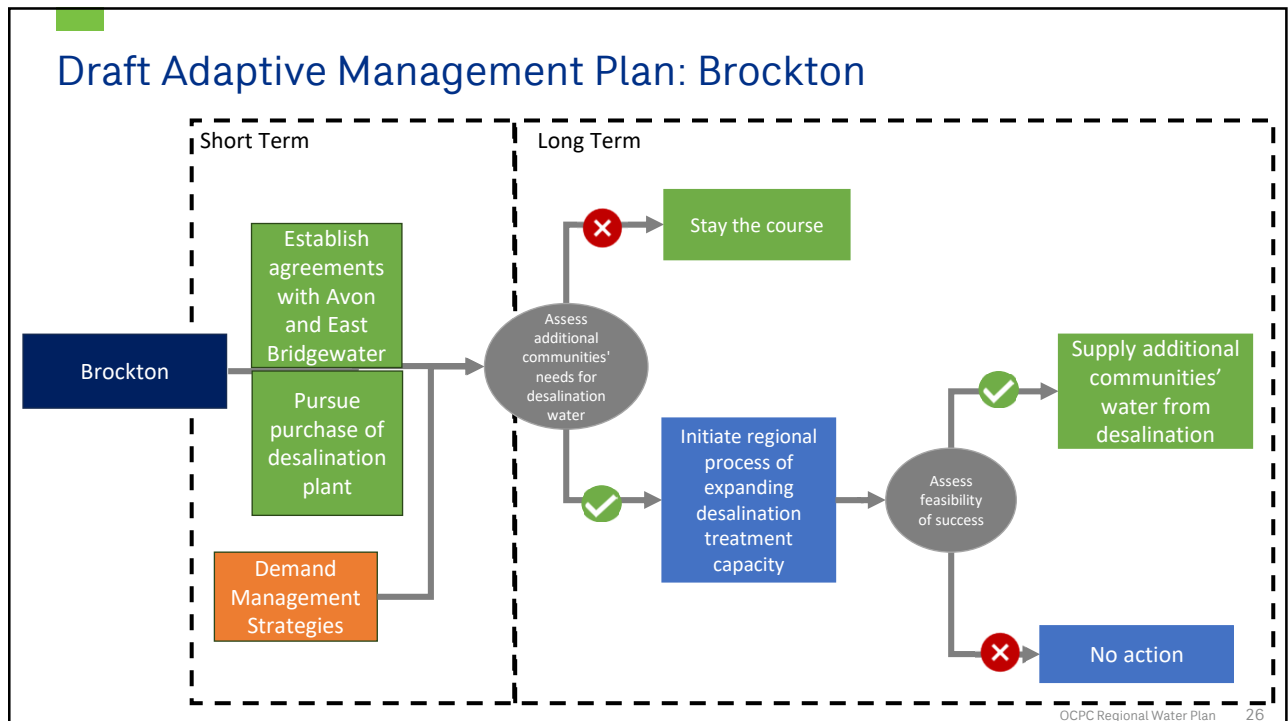 Draft Adaptive Management Plan: Brockton
Short Term
Long Term
Brockton
Establish
agreements
with Avon
and East
Bridgewater
Pursue
purchase of
desalination
plant
Demand
Management
Strategies
Assess
additional
communities'
needs for
desalination
water
Stay the course
Initiate regional
process of
expanding
desalination
treatment
capacity
Assess
feasibility
of success
Supply additional
communities’
water from
desalination
No action
OCPC Regional Water Plan 26